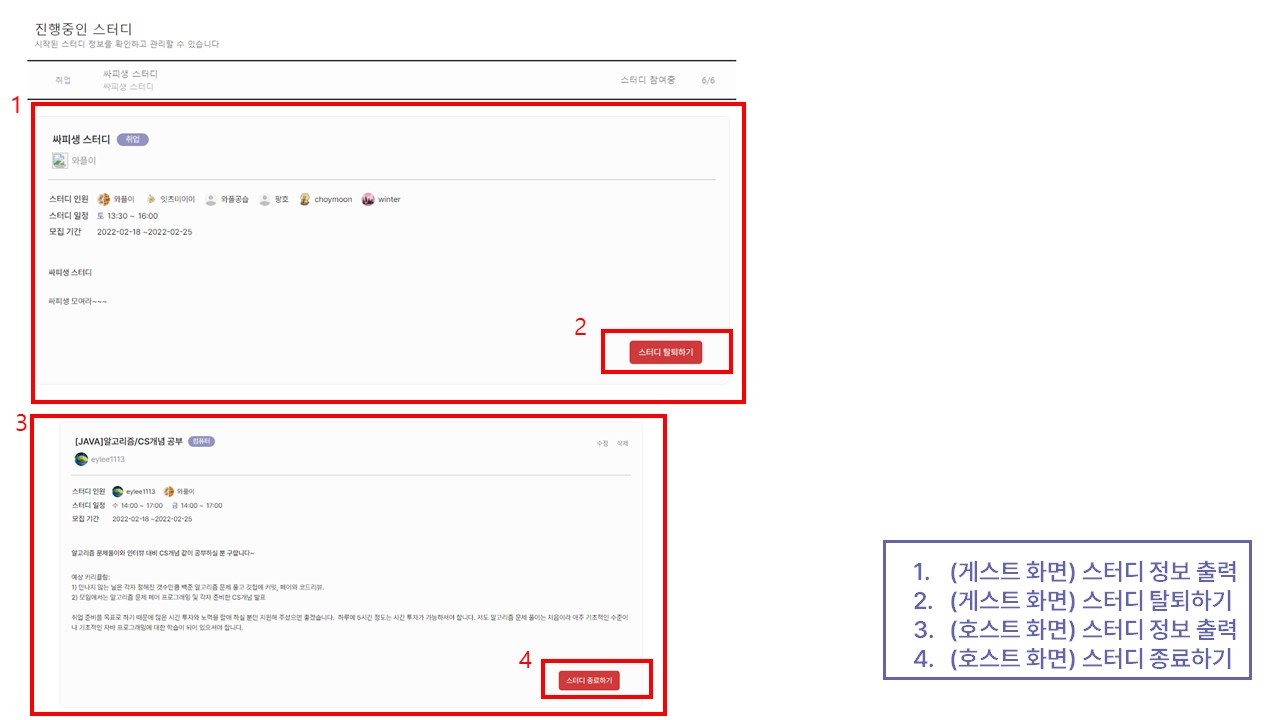 진행중인 스터디
시작된 스터디 정보를 확인하고 관리할 수 있습니다
취업 싸피생 스터디 스터디 참여중 6/6
싸피생 스터디
1
싸피생 스터디 취업
와플이
스터디 인원 와플이 잇츠미이이 와플공습 팡호 choymoon winter
스터디 일정 토 13:30 ~ 16:00
모집 기간 2022-02-18 ~2022-02-25
싸피생 스터디
싸피생 모여라~~~
2
스터디 탈퇴하기
3
[JAVA]알고리즘/CS개념 공부 컴퓨터 수정 삭제
eylee1113
스터디 인원 eylee1113 와플이
스터디 일정 수 14:00 ~ 17:00 금 14:00 ~ 17:00
모집 기간 2022-02-18 ~2022-02-25
알고리즘 문제풀이와 인터뷰 대비 CS개념 같이 공부하실 분 구합니다~
예상 커리큘럼:
1) 만나지 않는 날은 각자 정해진 갯수만큼 백준 알고리즘 문제 풀고 깃헙에 커밋, 페어와 코드리뷰.
2) 모임에서는 알고리즘 문제 페어 프로그래밍 및 각자 준비한 CS개념 발표
취업 준비를 목표로 하기 때문에 많은 시간 투자와 노력을 함께 하실 분만 지원해 주셨으면 좋겠습니다. 하루에 5시간 정도는 시간 투자가 가능하셔야 합니다. 저도 알고리즘 문제 풀이는 처음이라 아주 기초적인 수준이
나 기초적인 자바 프로그래밍에 대한 학습이 되어 있으셔야 합니다.
4
스터디 종료하기
1. (게스트 화면) 스터디 정보 출력
2. (게스트 화면) 스터디 탈퇴하기
3. (호스트 화면) 스터디 정보 출력
4. (호스트 화면) 스터디 종료하기